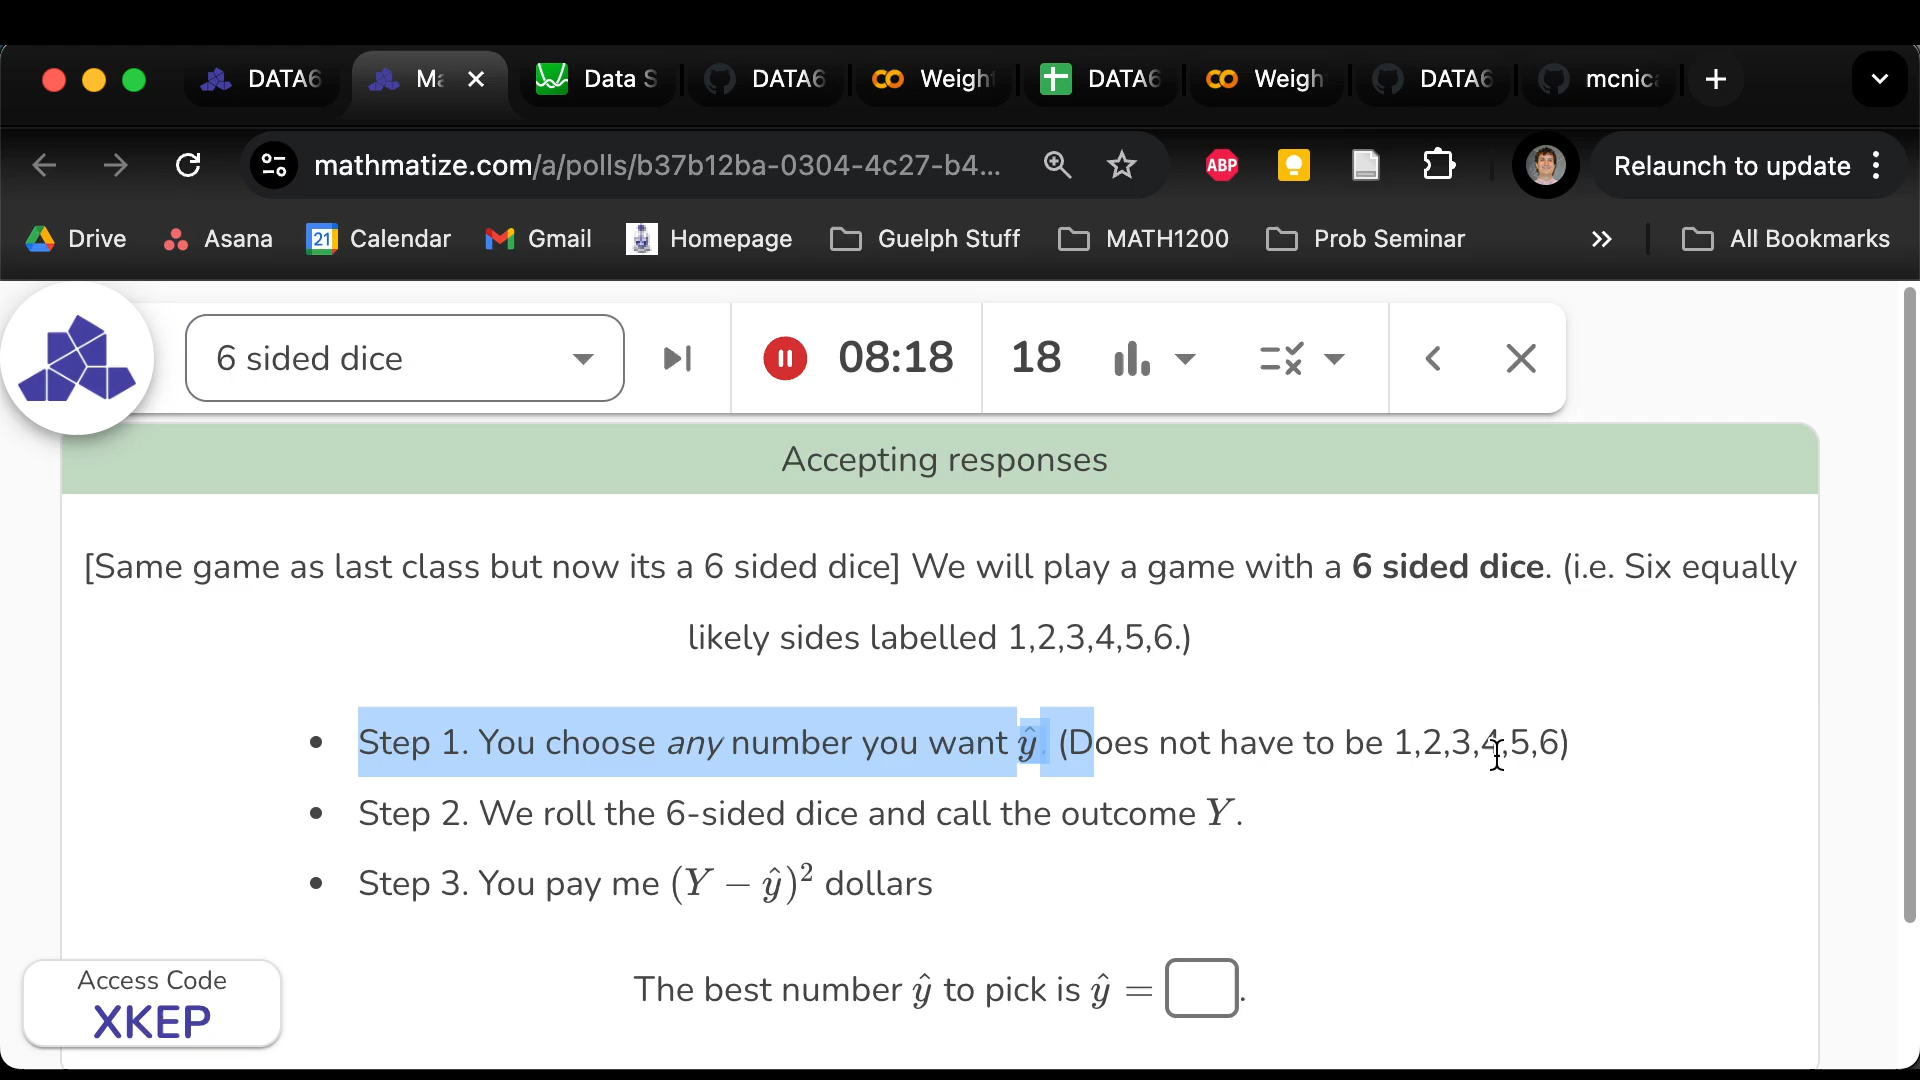 DATA6
Ma
Data S
DATA6
Weigh
DATA6
Weigh
DATA6
mcnic
mathmatize.com/a/polls/b37b12ba-0304-4c27-b4...
ABP
Relaunch to update
Drive
Asana
21
Calendar
Gmail
Homepage
Guelph Stuff
MATH1200
Prob Seminar
All Bookmarks
6 sided dice
08:18
18
Accepting responses
[Same game as last class but now its a 6 sided dice] We will play a game with a 6 sided dice. (i.e. Six equally
likely sides labelled 1,2,3,4,5,6.)
• Step 1. You choose any number you want ŷ. (Does not have to be 1,2,3,4,5,6)
• Step 2. We roll the 6-sided dice and call the outcome Y.
• Step 3. You pay me (Y − ŷ)² dollars
The best number ŷ to pick is ŷ = .
Access Code
XKEP